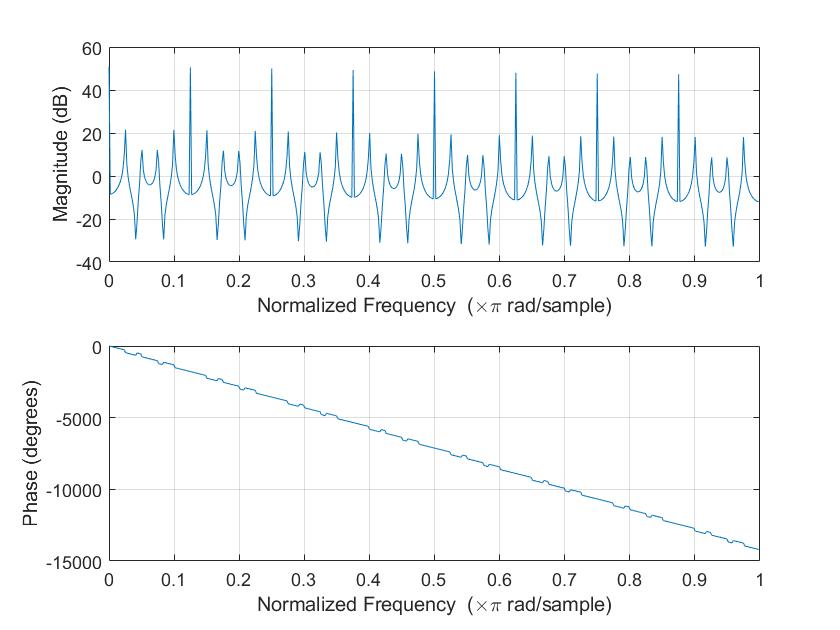 60
40
20
0
-20
-40
Magnitude (dB)
0 0.1 0.2 0.3 0.4 0.5 0.6 0.7 0.8 0.9 1
Normalized Frequency (×π rad/sample)
0
-5000
-10000
-15000
Phase (degrees)
0 0.1 0.2 0.3 0.4 0.5 0.6 0.7 0.8 0.9 1
Normalized Frequency (×π rad/sample)